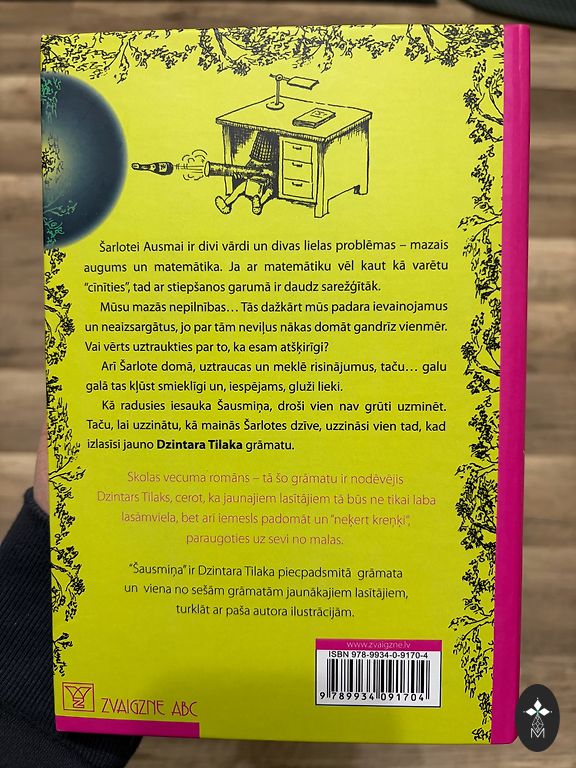 Šarlotei Ausmai ir divi vārdi un divas lielas problēmas – mazais
augums un matemātika. Ja ar matemātiku vēl kaut kā varētu
“cinīties”, tad ar stiepšanos garumā ir daudz sarežģītāk.
Mūsu mazās nepilnības... Tās dažkārt mūs padara ievainojamus
un neaizsargātus, jo par tām neviļus nākas domāt gandrīz vienmēr.
Vai vērts uztraukties par to, ka esam atšķirīgi?
Arī Šarlote domā, uztraucas un meklē risinājumus, taču... galu
galā tas kļūst smieklīgi un, iespējams, gluži lieki.
Kā radusies iesauka Šausmiņa, droši vien nav grūti uzminēt.
Taču, lai uzzinātu, kā mainās Šarlotes dzīve, uzzināsi vien tad, kad
izlasīsi jauno Dzintara Tilaka grāmatu.
Skolas vecuma romāns – tā šo grāmatu ir nodēvējis
Dzintars Tilaks, cerot, ka jaunajiem lasītājiem tā būs ne tikai laba
lasāmviela, bet arī iemesls padomāt un “neķert kreņķi”,
paraugoties uz sevi no malas.
“Šausmiņa” ir Dzintara Tilaka piecpadsmitā grāmata
un viena no sešām grāmatām jaunākajiem lasītājiem,
turklāt ar paša autora ilustrācijām.
www.zvaigzne.lv
ISBN 978-9934-0-9170-4
9 789934 091704
ZVAIGZNE ABC
M